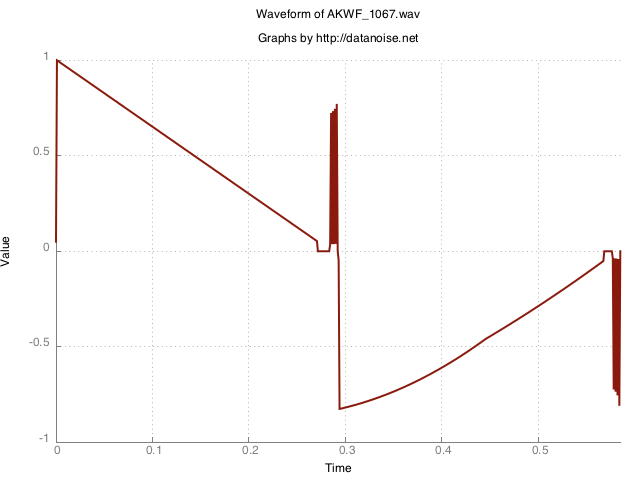 Waveform of AKWF_1067.wav
Graphs by http://datanoise.net
1
0.5
0
-0.5
-1
Value
0 0.1 0.2 0.3 0.4 0.5
Time